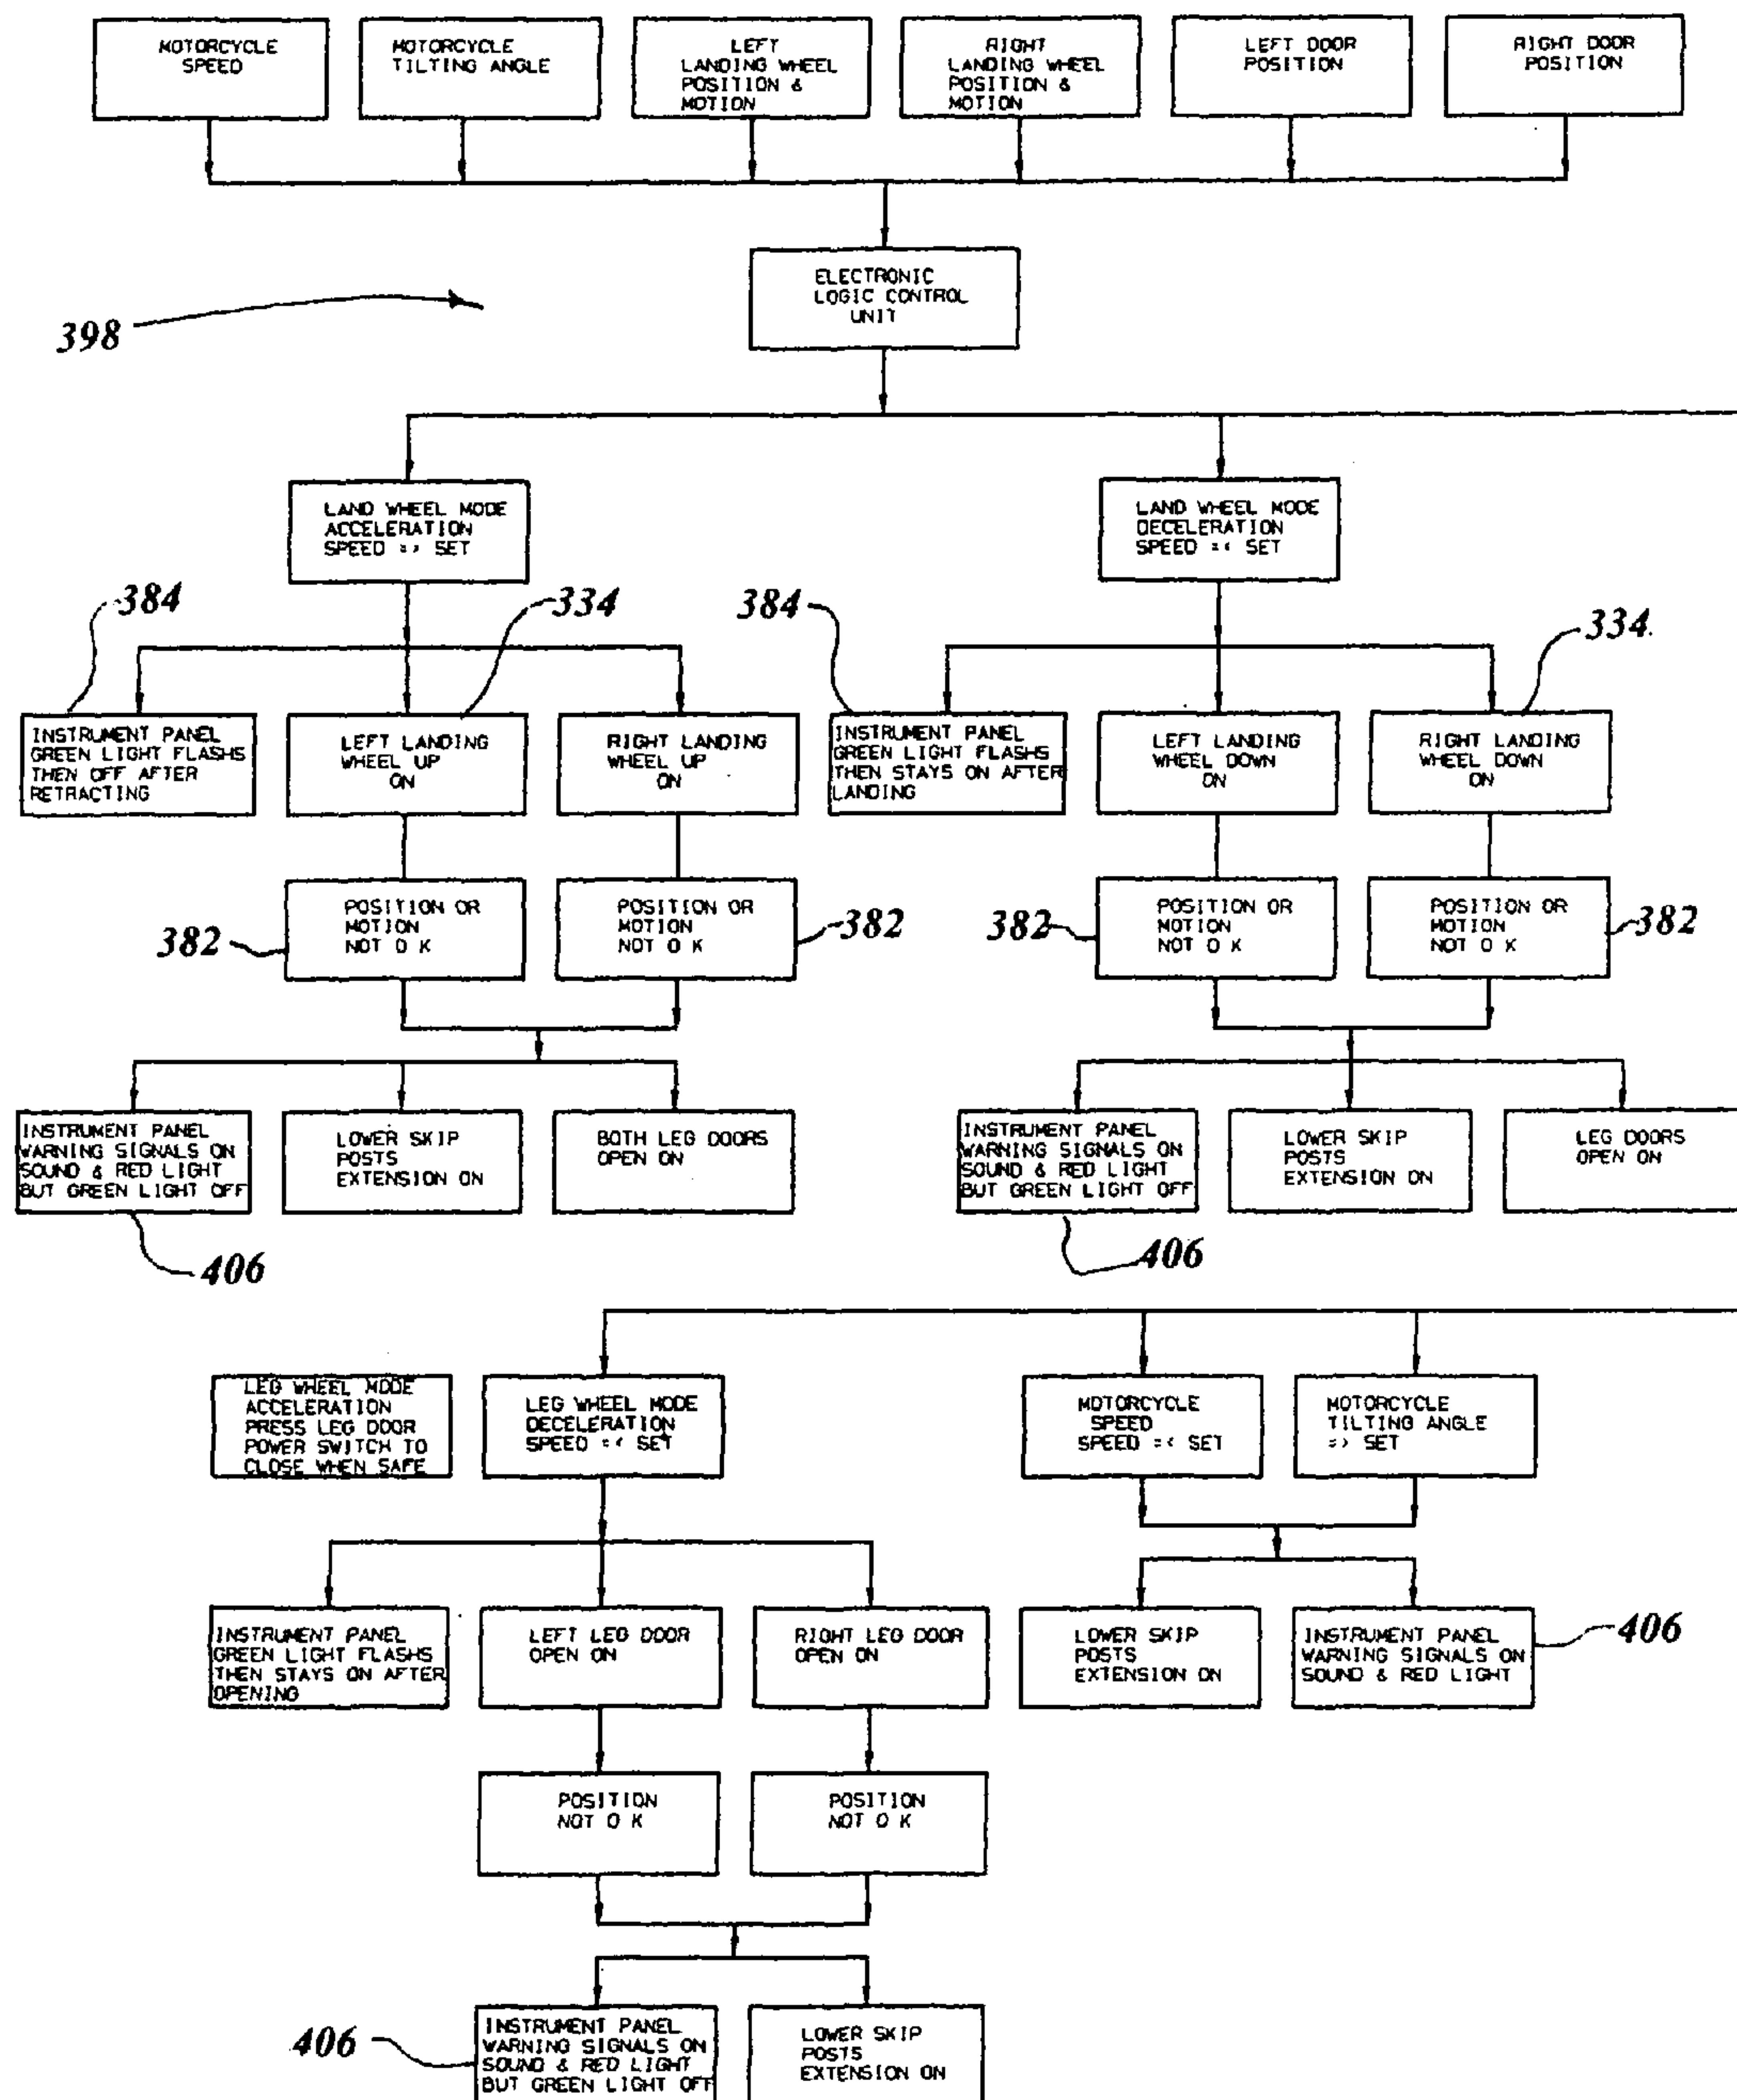 MOTORCYCLE
SPEED
MOTORCYCLE
TILTING ANGLE
LEFT
LANDING WHEEL
POSITION &
MOTION
RIGHT
LANDING WHEEL
POSITION &
MOTION
LEFT DOOR
POSITION
RIGHT DOOR
POSITION
ELECTRONIC
LOGIC CONTROL
UNIT
398
LAND WHEEL MODE
ACCELERATION
SPEED => SET
LAND WHEEL MODE
DECELERATION
SPEED =< SET
384
334
384
334
INSTRUMENT PANEL
GREEN LIGHT FLASHS
THEN OFF AFTER
RETRACTING
LEFT LANDING
WHEEL UP
ON
RIGHT LANDING
WHEEL UP
ON
INSTRUMENT PANEL
GREEN LIGHT FLASHS
THEN STAYS ON AFTER
LANDING
LEFT LANDING
WHEEL DOWN
ON
RIGHT LANDING
WHEEL DOWN
ON
382
POSITION OR
MOTION
NOT O K
POSITION OR
MOTION
NOT O K
382
382
POSITION OR
MOTION
NOT O K
POSITION OR
MOTION
NOT O K
382
INSTRUMENT PANEL
WARNING SIGNALS ON
SOUND & RED LIGHT
BUT GREEN LIGHT OFF
LOWER SKIP
POSTS
EXTENSION ON
BOTH LEG DOORS
OPEN ON
INSTRUMENT PANEL
WARNING SIGNALS ON
SOUND & RED LIGHT
BUT GREEN LIGHT OFF
LOWER SKIP
POSTS
EXTENSION ON
LEG DOORS
OPEN ON
406
406
LEG WHEEL MODE
ACCELERATION
PRESS LEG DOOR
POWER SWITCH TO
CLOSE WHEN SAFE
LEG WHEEL MODE
DECELERATION
SPEED =< SET
MOTORCYCLE
SPEED
SPEED =< SET
MOTORCYCLE
TILTING ANGLE
=> SET
INSTRUMENT PANEL
GREEN LIGHT FLASHS
THEN STAYS ON AFTER
OPENING
LEFT LEG DOOR
OPEN ON
RIGHT LEG DOOR
OPEN ON
LOWER SKIP
POSTS
EXTENSION ON
INSTRUMENT PANEL
WARNING SIGNALS ON
SOUND & RED LIGHT
406
POSITION
NOT O K
POSITION
NOT O K
406
INSTRUMENT PANEL
WARNING SIGNALS ON
SOUND & RED LIGHT
BUT GREEN LIGHT OFF
LOWER SKIP
POSTS
EXTENSION ON